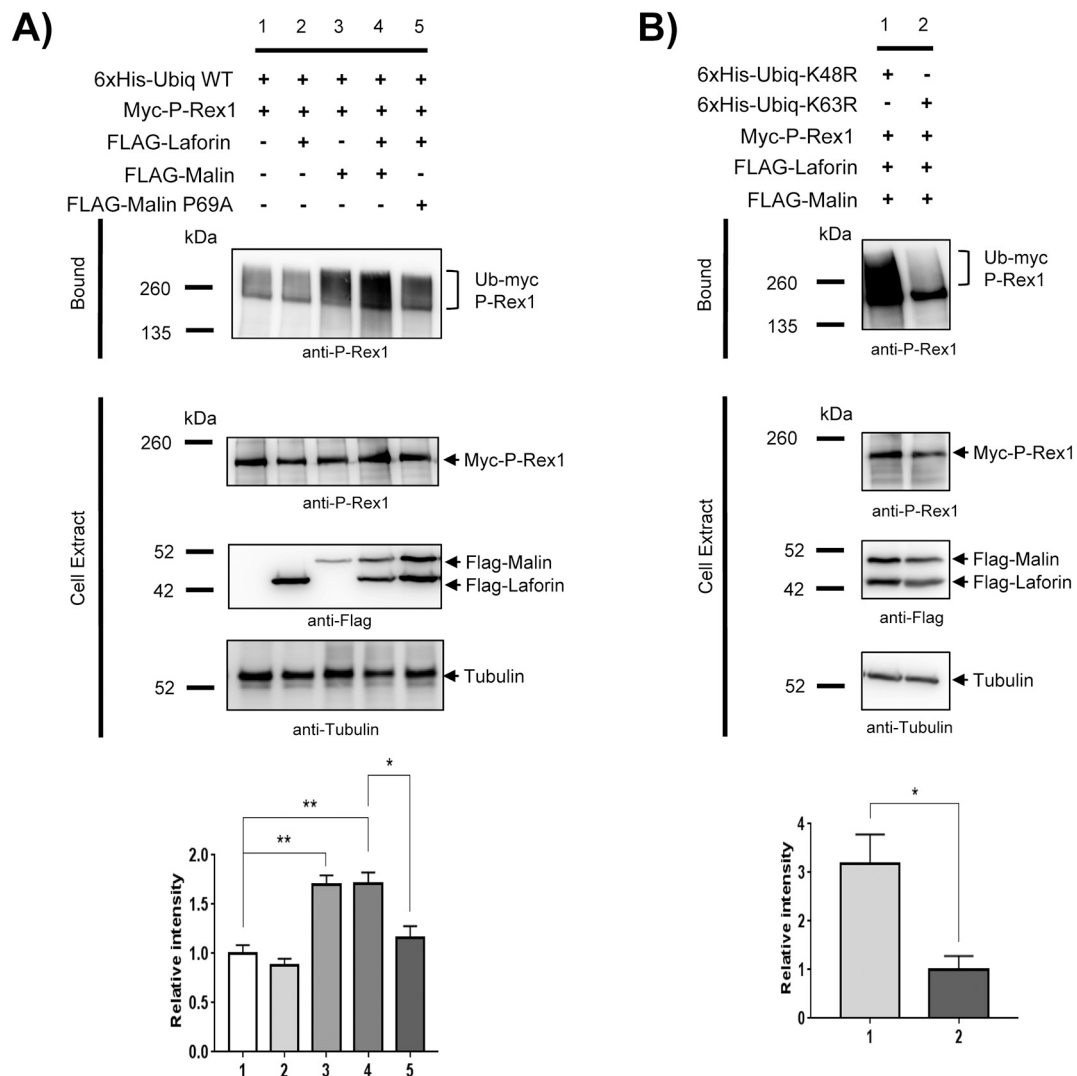 A)
1 2 3 4 5
6xHis-Ubiq WT + + + + +
Myc-P-Rex1 + + + + +
FLAG-Laforin - + - + +
FLAG-Malin - - + + -
FLAG-Malin P69A - - - - +
Bound
kDa
260
135
Ub-myc
P-Rex1
anti-P-Rex1
Cell Extract
kDa
260
Myc-P-Rex1
anti-P-Rex1
52
42
Flag-Malin
Flag-Laforin
anti-Flag
52
Tubulin
anti-Tubulin
*
**
**
Relative intensity
2.0
1.5
1.0
0.5
0.0
1 2 3 4 5
B)
1 2
6xHis-Ubiq-K48R + -
6xHis-Ubiq-K63R - +
Myc-P-Rex1 + +
FLAG-Laforin + +
FLAG-Malin + +
Bound
kDa
260
135
Ub-myc
P-Rex1
anti-P-Rex1
Cell Extract
kDa
260
Myc-P-Rex1
anti-P-Rex1
52
42
Flag-Malin
Flag-Laforin
anti-Flag
52
Tubulin
anti-Tubulin
*
Relative intensity
4
3
2
1
0
1 2